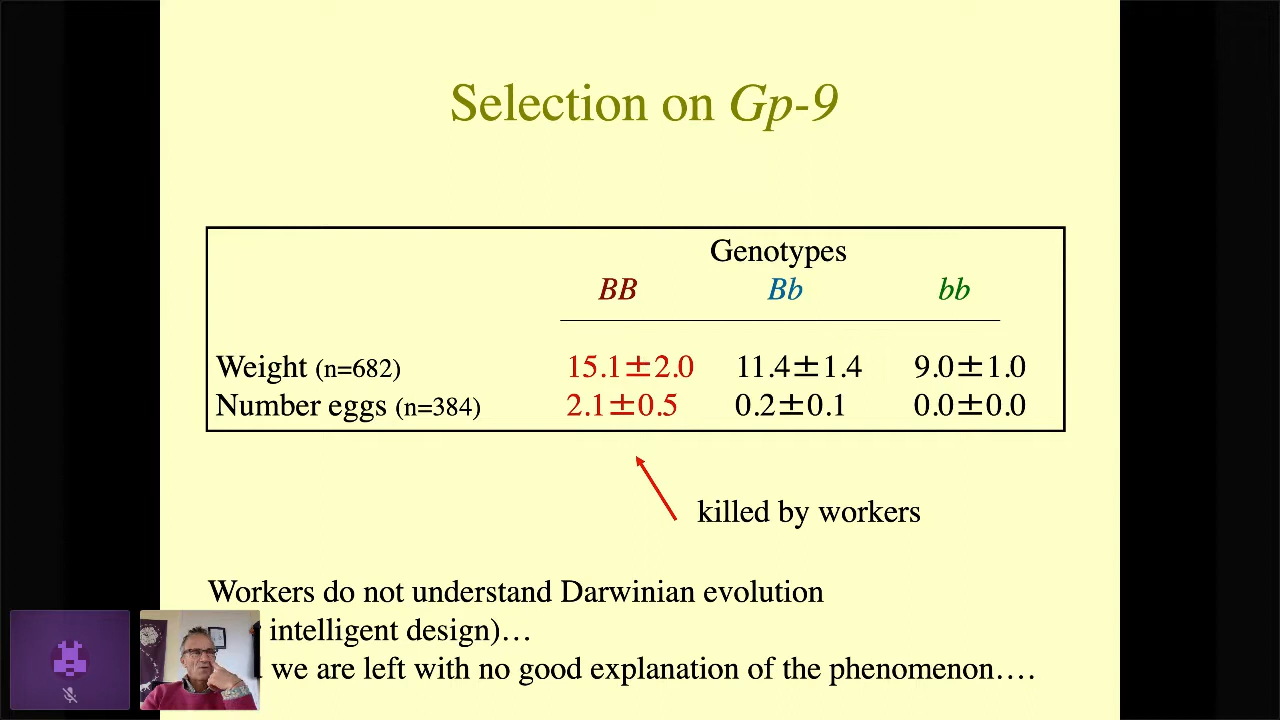 Selection on Gp-9
Genotypes
BB Bb bb
Weight (n=682) 15.1±2.0 11.4±1.4 9.0±1.0
Number eggs (n=384) 2.1±0.5 0.2±0.1 0.0±0.0
killed by workers
Workers do not understand Darwinian evolution
intelligent design)…
we are left with no good explanation of the phenomenon….